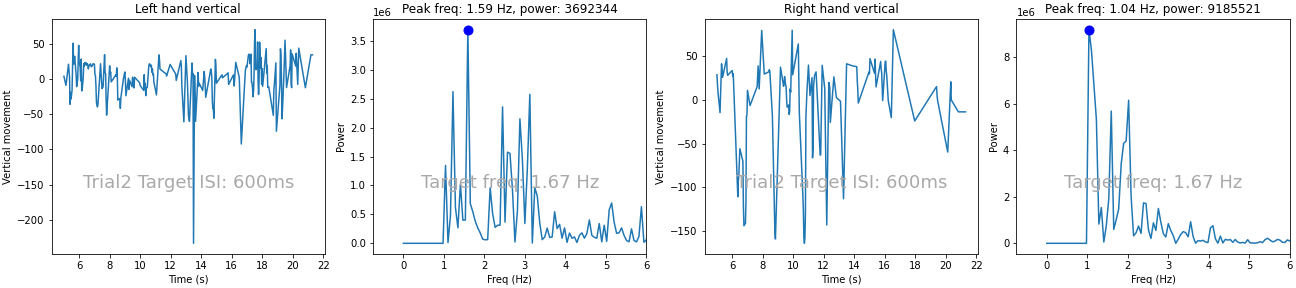 Left hand vertical
Vertical movement
50
0
−50
−100
−150
−200
Trial2 Target ISI: 600ms
6 8 10 12 14 16 18 20 22
Time (s)
1e6
Peak freq: 1.59 Hz, power: 3692344
Power
3.5
3.0
2.5
2.0
1.5
1.0
0.5
0.0
Target freq: 1.67 Hz
0 1 2 3 4 5 6
Freq (Hz)
Right hand vertical
Vertical movement
50
0
−50
−100
−150
Trial2 Target ISI: 600ms
6 8 10 12 14 16 18 20 22
Time (s)
1e6
Peak freq: 1.04 Hz, power: 9185521
Power
8
6
4
2
0
Target freq: 1.67 Hz
0 1 2 3 4 5 6
Freq (Hz)